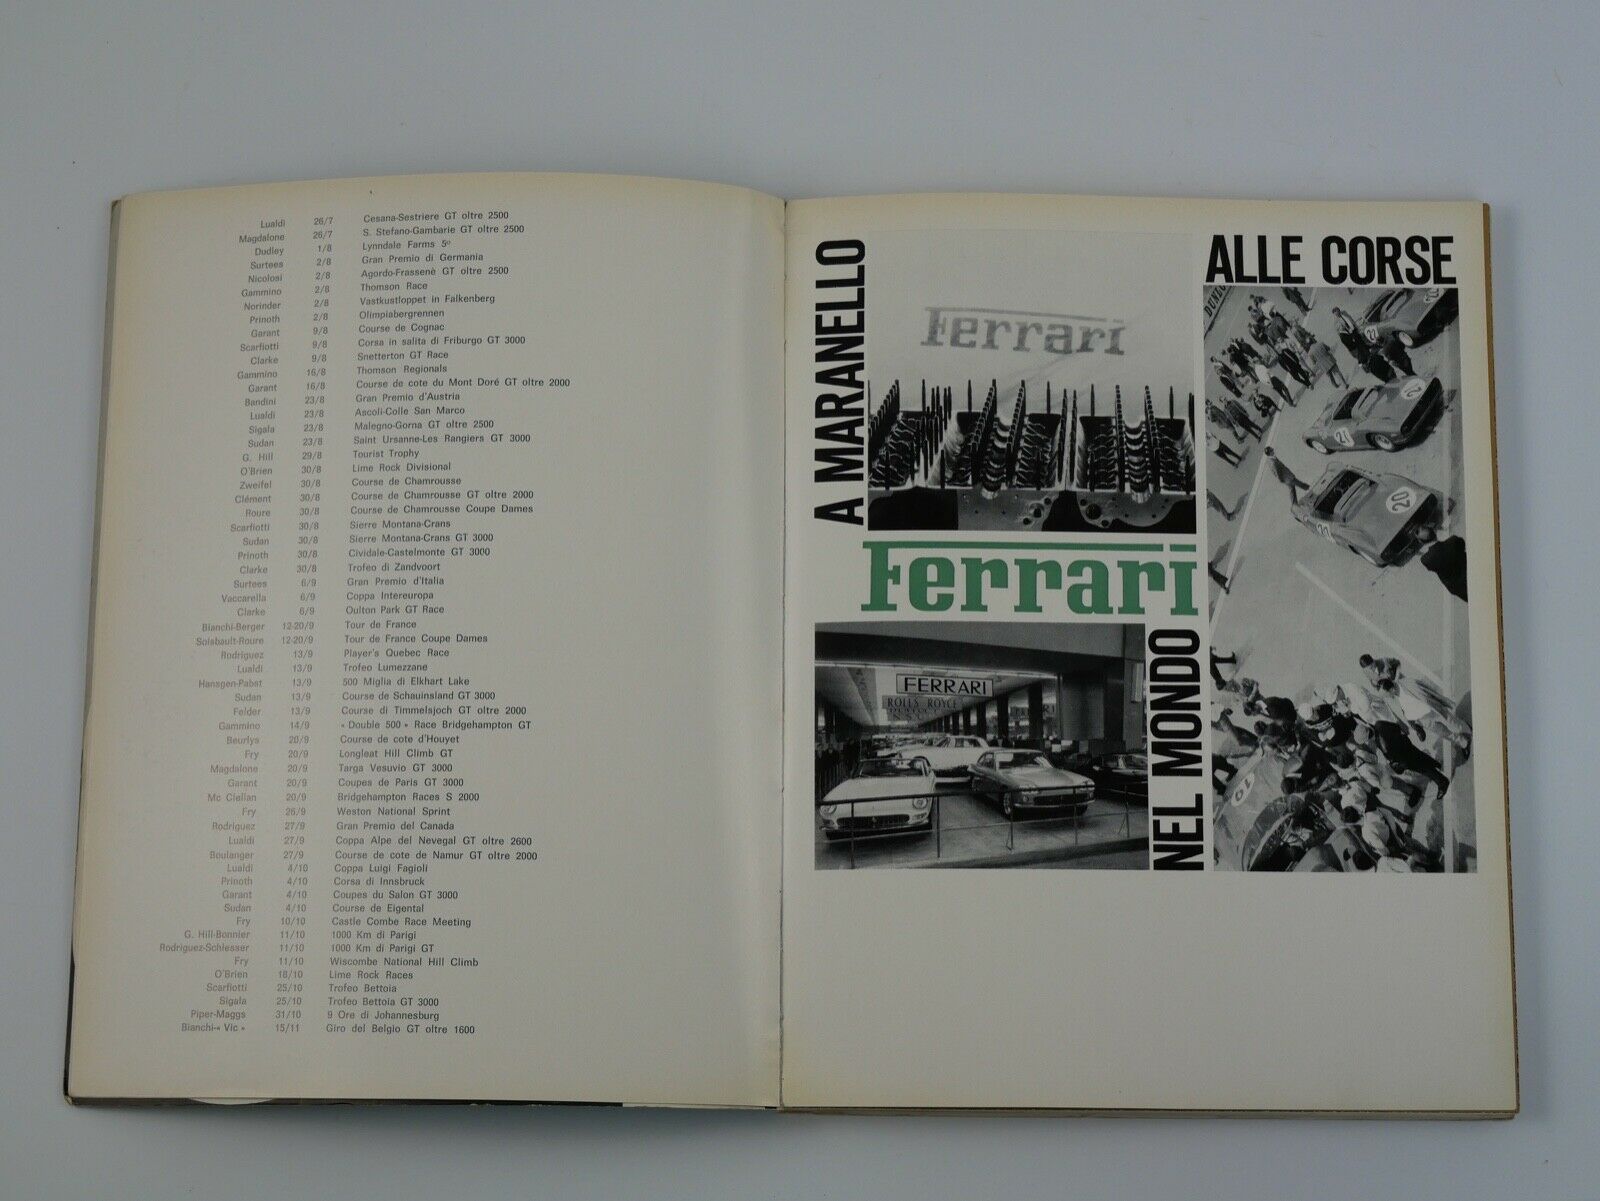 Lualdi 26/7 Cesana-Sestriere GT oltre 2500
Magdalone 26/7 S. Stefano-Gambarie GT oltre 2500
Dudley 1/8 Lynndale Farms 5º
Surtees 2/8 Gran Premio di Germania
Nicolosi 2/8 Agordo-Frassenè GT oltre 2500
Gammino 2/8 Thomson Race
Norinder 2/8 Vastkustloppet in Falkenberg
Prinoth 2/8 Olimpiabergrennen
Garant 9/8 Course de Cognac
Scarfiotti 9/8 Corsa in salita di Friburgo GT 3000
Clarke 9/8 Snetterton GT Race
Gammino 16/8 Thomson Regionals
Garant 16/8 Course de cote du Mont Doré GT oltre 2000
Bandini 23/8 Gran Premio d'Austria
Lualdi 23/8 Ascoli-Colle San Marco
Sigala 23/8 Malegno-Gorna GT oltre 2500
Sudan 23/8 Saint Ursanne-Les Rangiers GT 3000
G. Hill 29/8 Tourist Trophy
O'Brien 30/8 Lime Rock Divisional
Zweifel 30/8 Course de Chamrousse
Clément 30/8 Course de Chamrousse GT oltre 2000
Roure 30/8 Course de Chamrousse Coupe Dames
Scarfiotti 30/8 Sierre Montana-Crans
Sudan 30/8 Sierre Montana-Crans GT 3000
Prinoth 30/8 Cividale-Castelmonte GT 3000
Clarke 30/8 Trofeo di Zandvoort
Surtees 6/9 Gran Premio d'Italia
Vaccarella 6/9 Coppa Intereuropa
Clarke 6/9 Oulton Park GT Race
Bianchi-Berger 12-20/9 Tour de France
Soisbault-Roure 12-20/9 Tour de France Coupe Dames
Rodriguez 13/9 Player's Quebec Race
Lualdi 13/9 Trofeo Lumezzane
Hansgen-Pabst 13/9 500 Miglia di Elkhart Lake
Sudan 13/9 Course de Schauinsland GT 3000
Felder 13/9 Course di Timmelsjoch GT oltre 2000
Gammino 14/9 « Double 500 » Race Bridgehampton GT
Beurlys 20/9 Course de cote d'Houyet
Fry 20/9 Longleat Hill Climb GT
Magdalone 20/9 Targa Vesuvio GT 3000
Garant 20/9 Coupes de Paris GT 3000
Mc Clellan 20/9 Bridgehampton Races S 2000
Fry 26/9 Weston National Sprint
Rodriguez 27/9 Gran Premio del Canada
Lualdi 27/9 Coppa Alpe del Nevegal GT oltre 2600
Boulanger 27/9 Course de cote de Namur GT oltre 2000
Lualdi 4/10 Coppa Luigi Fagioli
Prinoth 4/10 Corsa di Innsbruck
Garant 4/10 Coupes du Salon GT 3000
Sudan 4/10 Course de Eigental
Fry 10/10 Castle Combe Race Meeting
G. Hill-Bonnier 11/10 1000 Km di Parigi
Rodriguez-Schlesser 11/10 1000 Km di Parigi GT
Fry 11/10 Wiscombe National Hill Climb
O'Brien 18/10 Lime Rock Races
Scarfiotti 25/10 Trofeo Bettoia
Sigala 25/10 Trofeo Bettoia GT 3000
Piper-Maggs 31/10 9 Ore di Johannesburg
Bianchi-« Vic » 15/11 Giro del Belgio GT oltre 1600
A MARANELLO
Ferrari
ALLE CORSE
DUNLO
22
21
20
22
Ferrari
NEL MONDO
FERRARI
ROLLS ROYCE